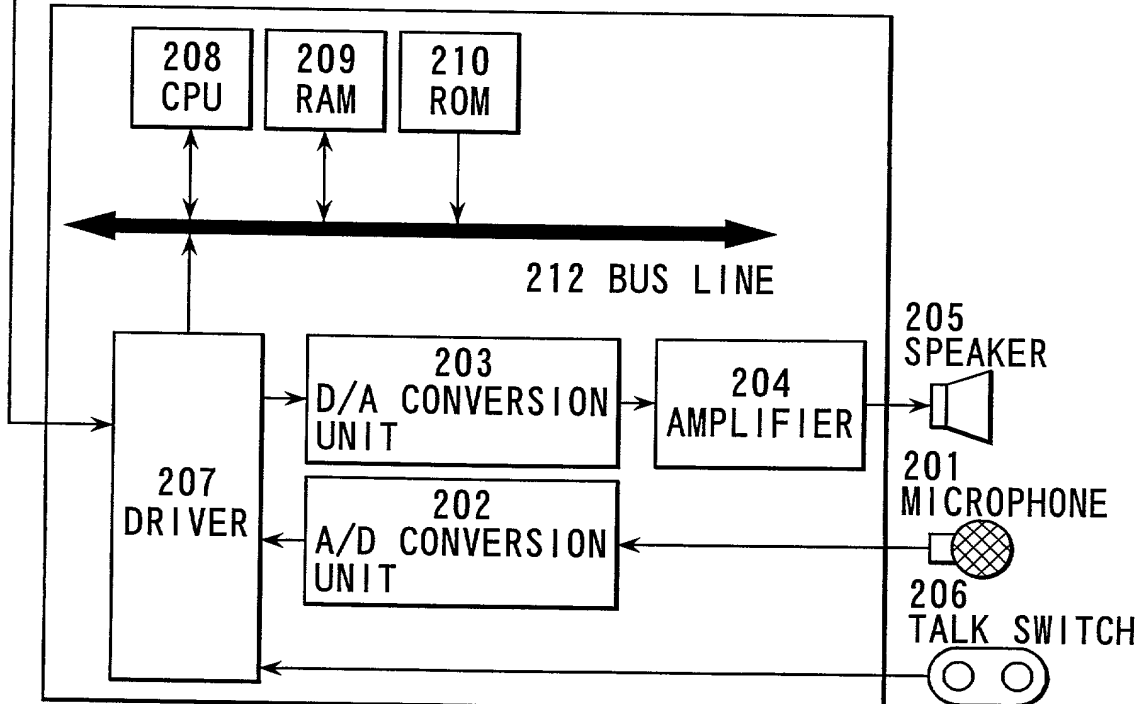 208
CPU
209
RAM
210
ROM
212 BUS LINE
205
SPEAKER
203
D/A CONVERSION
UNIT
204
AMPLIFIER
201
MICROPHONE
207
DRIVER
202
A/D CONVERSION
UNIT
206
TALK SWITCH